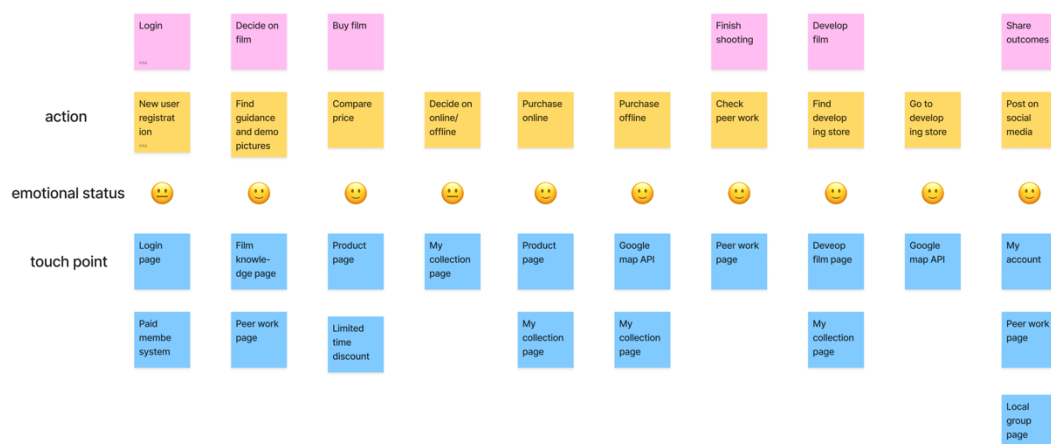 Login
Decide on
film
Buy film
Finish
shooting
Develop
film
Share
outcomes
action
New user
registrat
ion
Find
guidance
and demo
pictures
Compare
price
Decide on
online/
offline
Purchase
online
Purchase
offline
Check
peer work
Find
develop
ing store
Go to
develop
ing store
Post on
social
media
emotional status
touch point
Login
page
Film
knowle-
dge page
Product
page
My
collection
page
Product
page
Google
map API
Peer work
page
Deveop
film page
Google
map API
My
account
Paid
membe
system
Peer work
page
Limited
time
discount
My
collection
page
My
collection
page
My
collection
page
Peer work
page
Local
group
page